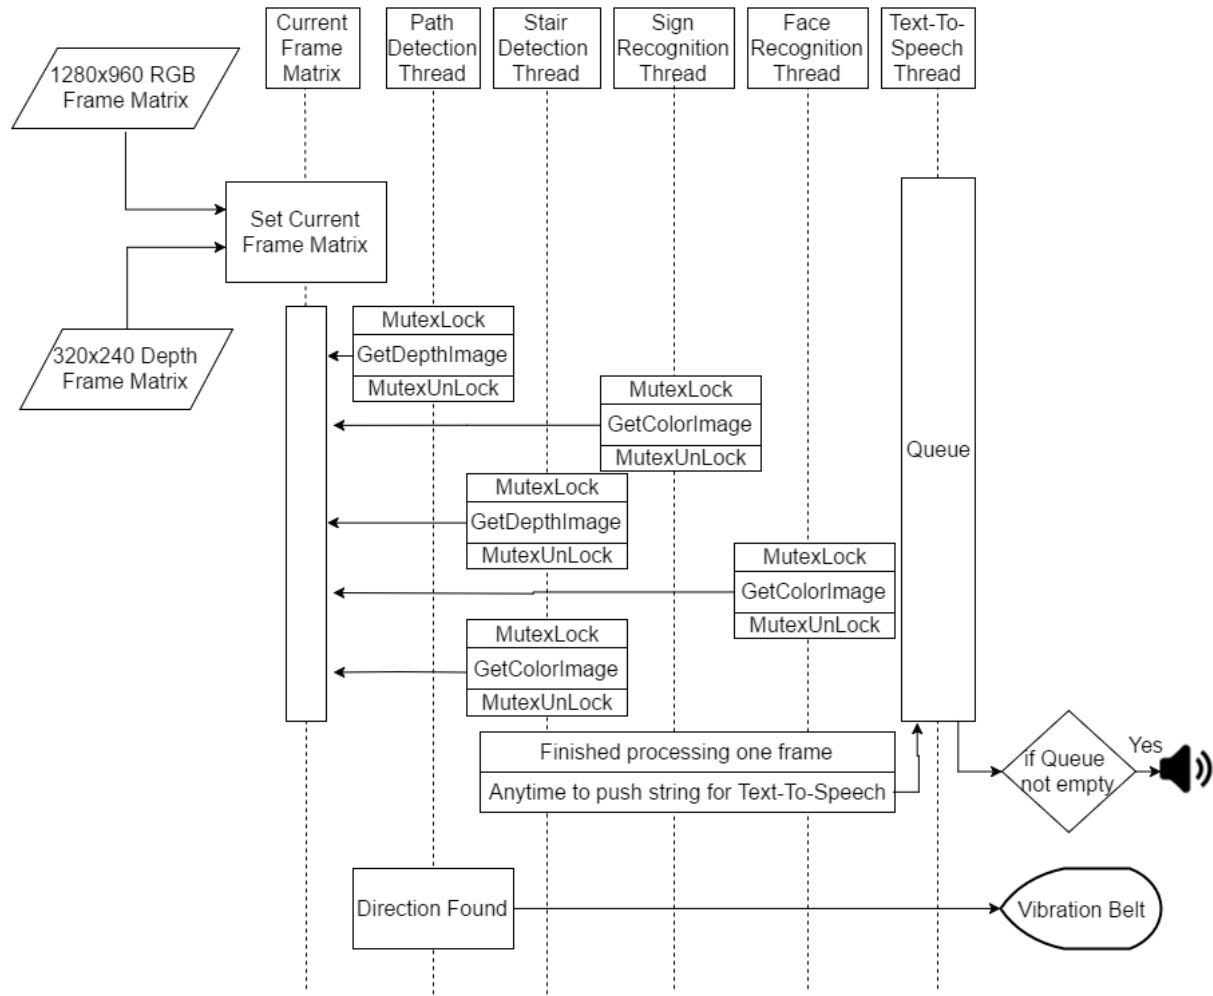 Current
Frame
Matrix
Path
Detection
Thread
Stair
Detection
Thread
Sign
Recognition
Thread
Face
Recognition
Thread
Text-To-
Speech
Thread
1280x960 RGB
Frame Matrix
Set Current
Frame Matrix
320x240 Depth
Frame Matrix
MutexLock
GetDepthImage
MutexUnLock
MutexLock
GetColorImage
MutexUnLock
Queue
MutexLock
GetDepthImage
MutexUnLock
MutexLock
GetColorImage
MutexUnLock
MutexLock
GetColorImage
MutexUnLock
Finished processing one frame
Anytime to push string for Text-To-Speech
if Queue
not empty
Yes
Direction Found
Vibration Belt